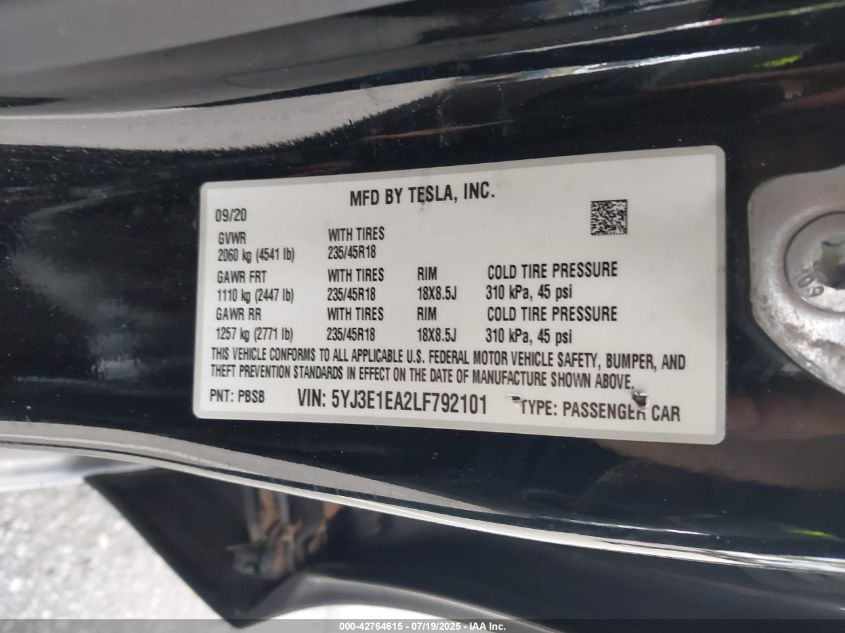 MFD BY TESLA, INC.
09/20
GVWR WITH TIRES
2060 kg (4541 lb) 235/45R18
GAWR FRT WITH TIRES RIM COLD TIRE PRESSURE
1110 kg (2447 lb) 235/45R18 18X8.5J 310 kPa, 45 psi
GAWR RR WITH TIRES RIM COLD TIRE PRESSURE
1257 kg (2771 lb) 235/45R18 18X8.5J 310 kPa, 45 psi
THIS VEHICLE CONFORMS TO ALL APPLICABLE U.S. FEDERAL MOTOR VEHICLE SAFETY, BUMPER, AND
THEFT PREVENTION STANDARDS IN EFFECT ON THE DATE OF MANUFACTURE SHOWN ABOVE.
PNT: PBSB VIN: 5YJ3E1EA2LF792101 TYPE: PASSENGER CAR
109
000-42764615 - 07/19/2025 - IAA Inc.